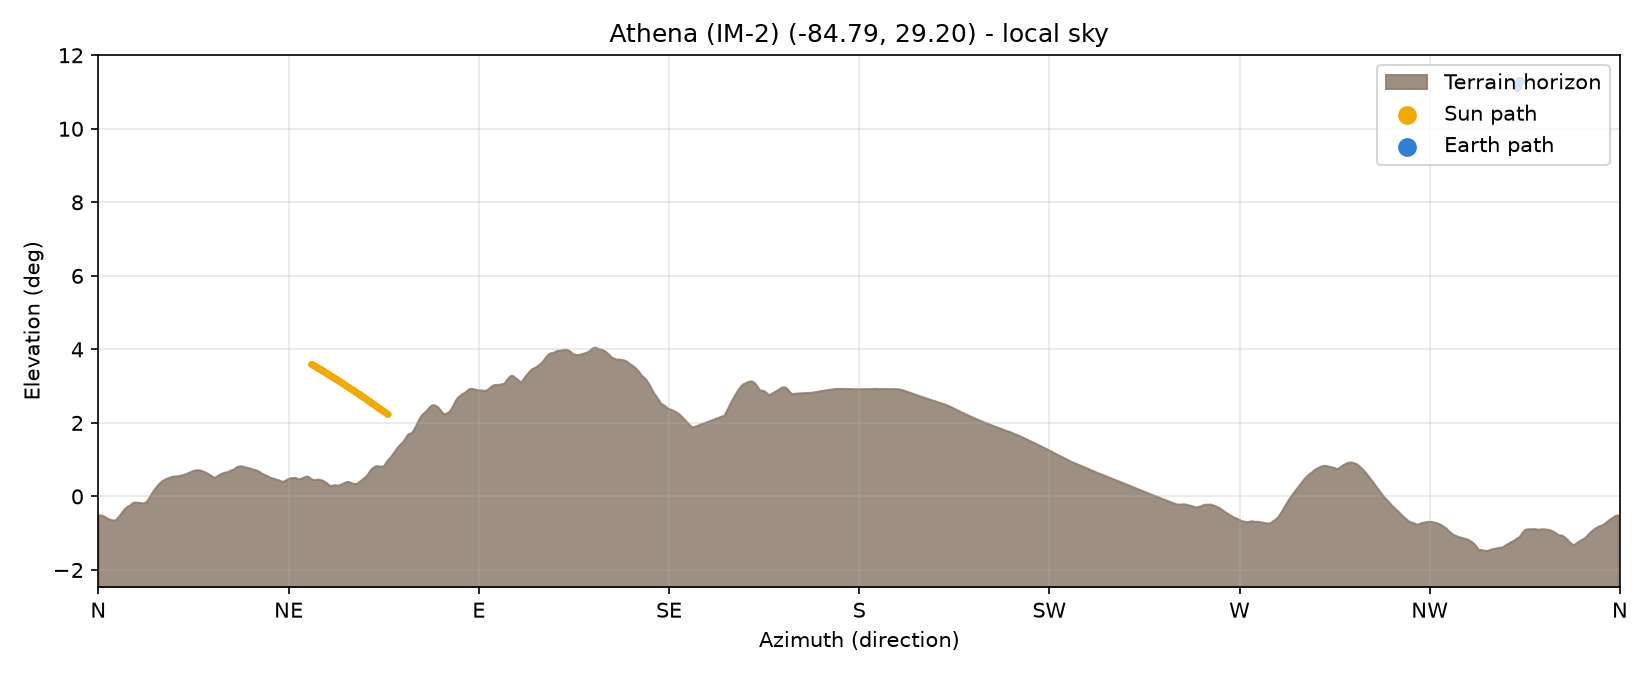 Athena (IM-2) (-84.79, 29.20) - local sky
Terrain horizon
Sun path
Earth path
12
10
8
6
4
2
0
−2
Elevation (deg)
N NE E SE S SW W NW N
Azimuth (direction)